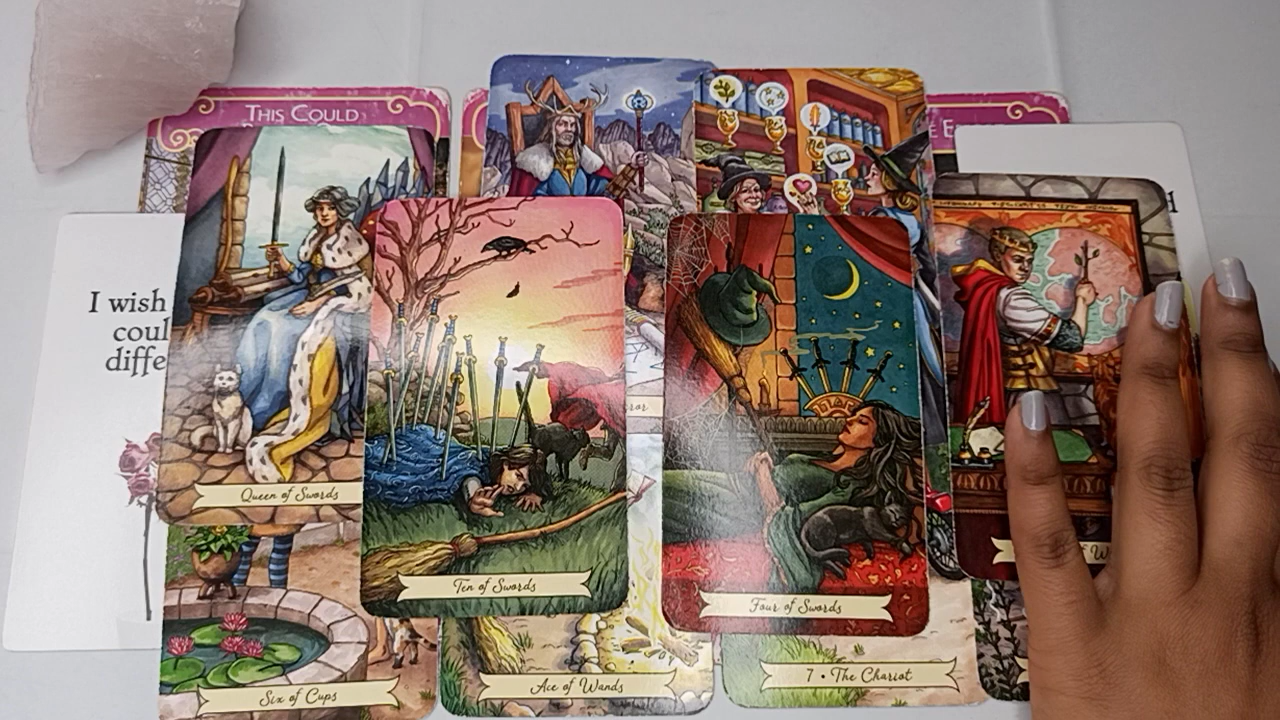 THIS COULD
I wish
coul
diffe
Queen of Swords
Ten of Swords
Four of Swords
Six of Cups
Ace of Wands
7 • The Chariot